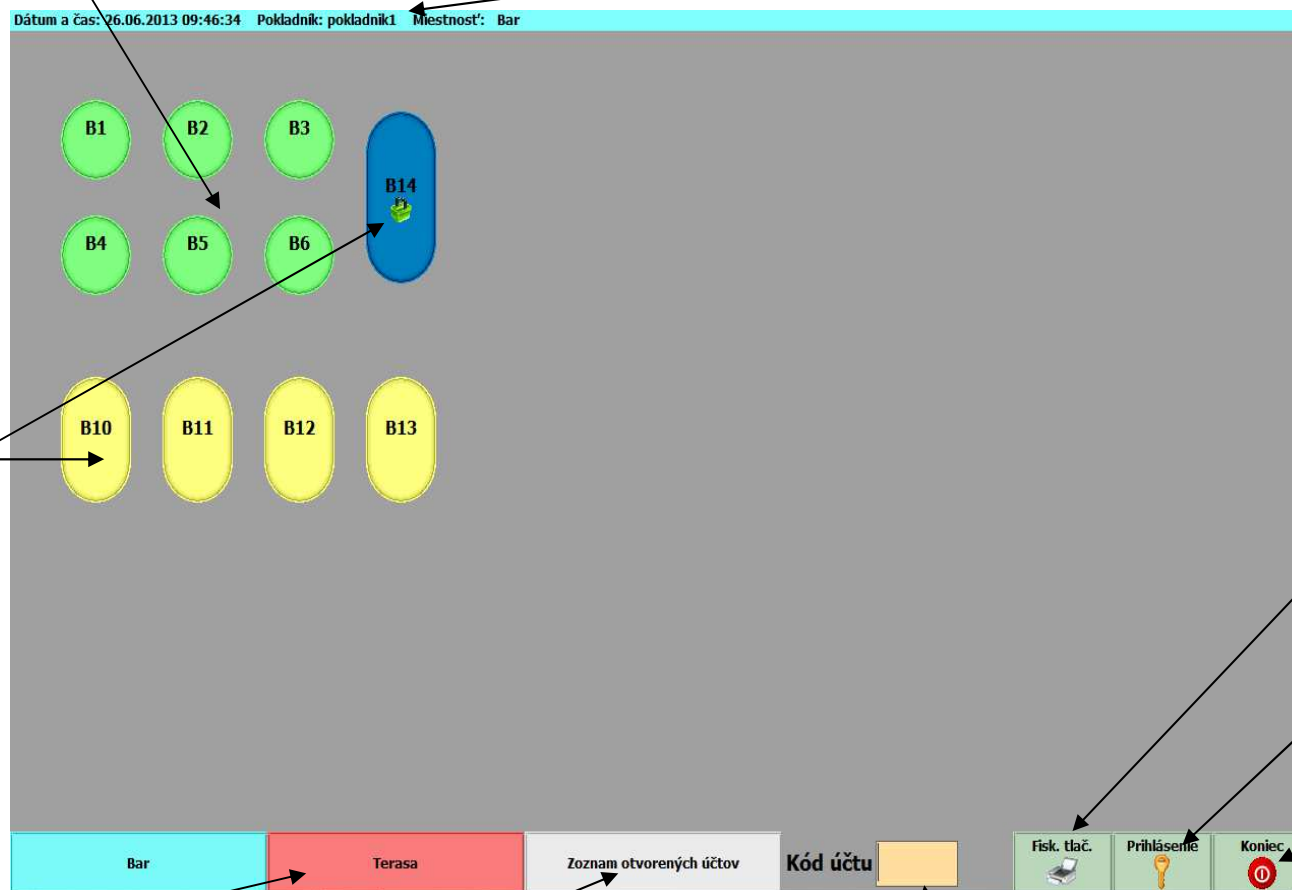 Dátum a čas: 26.06.2013 09:46:34 Pokladník: pokladnik1 Miestnosť: Bar
B1 B2 B3
B14
B4 B5 B6
B10 B11 B12 B13
Bar Terasa Zoznam otvorených účtov Kód účtu Fisk. tlač. Prihlásenie Koniec